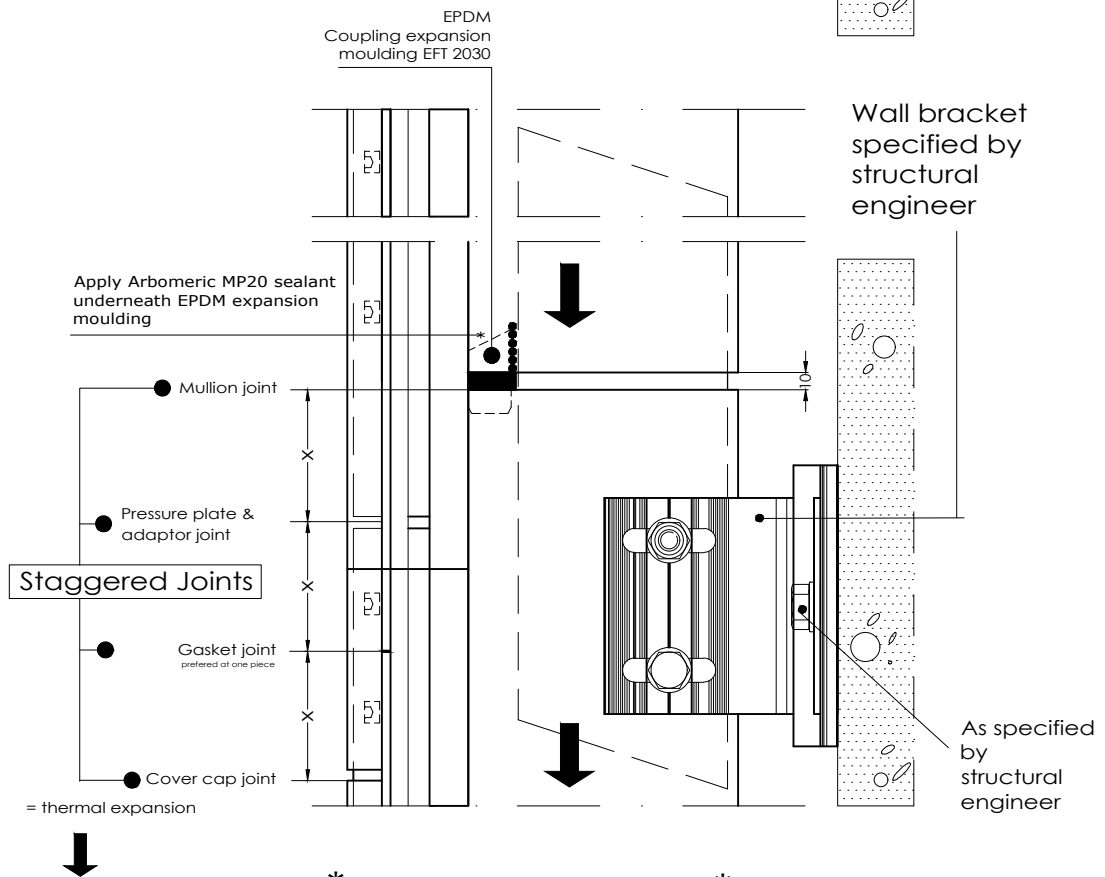 EPDM
Coupling expansion
moulding EFT 2030
Wall bracket
specified by
structural
engineer
Apply Arbomeric MP20 sealant
underneath EPDM expansion
moulding
*
10
Mullion joint
X
Pressure plate &
adaptor joint
Staggered Joints
X
Gasket joint
prefered at one piece
X
As specified
by
structural
engineer
Cover cap joint
= thermal expansion
* *